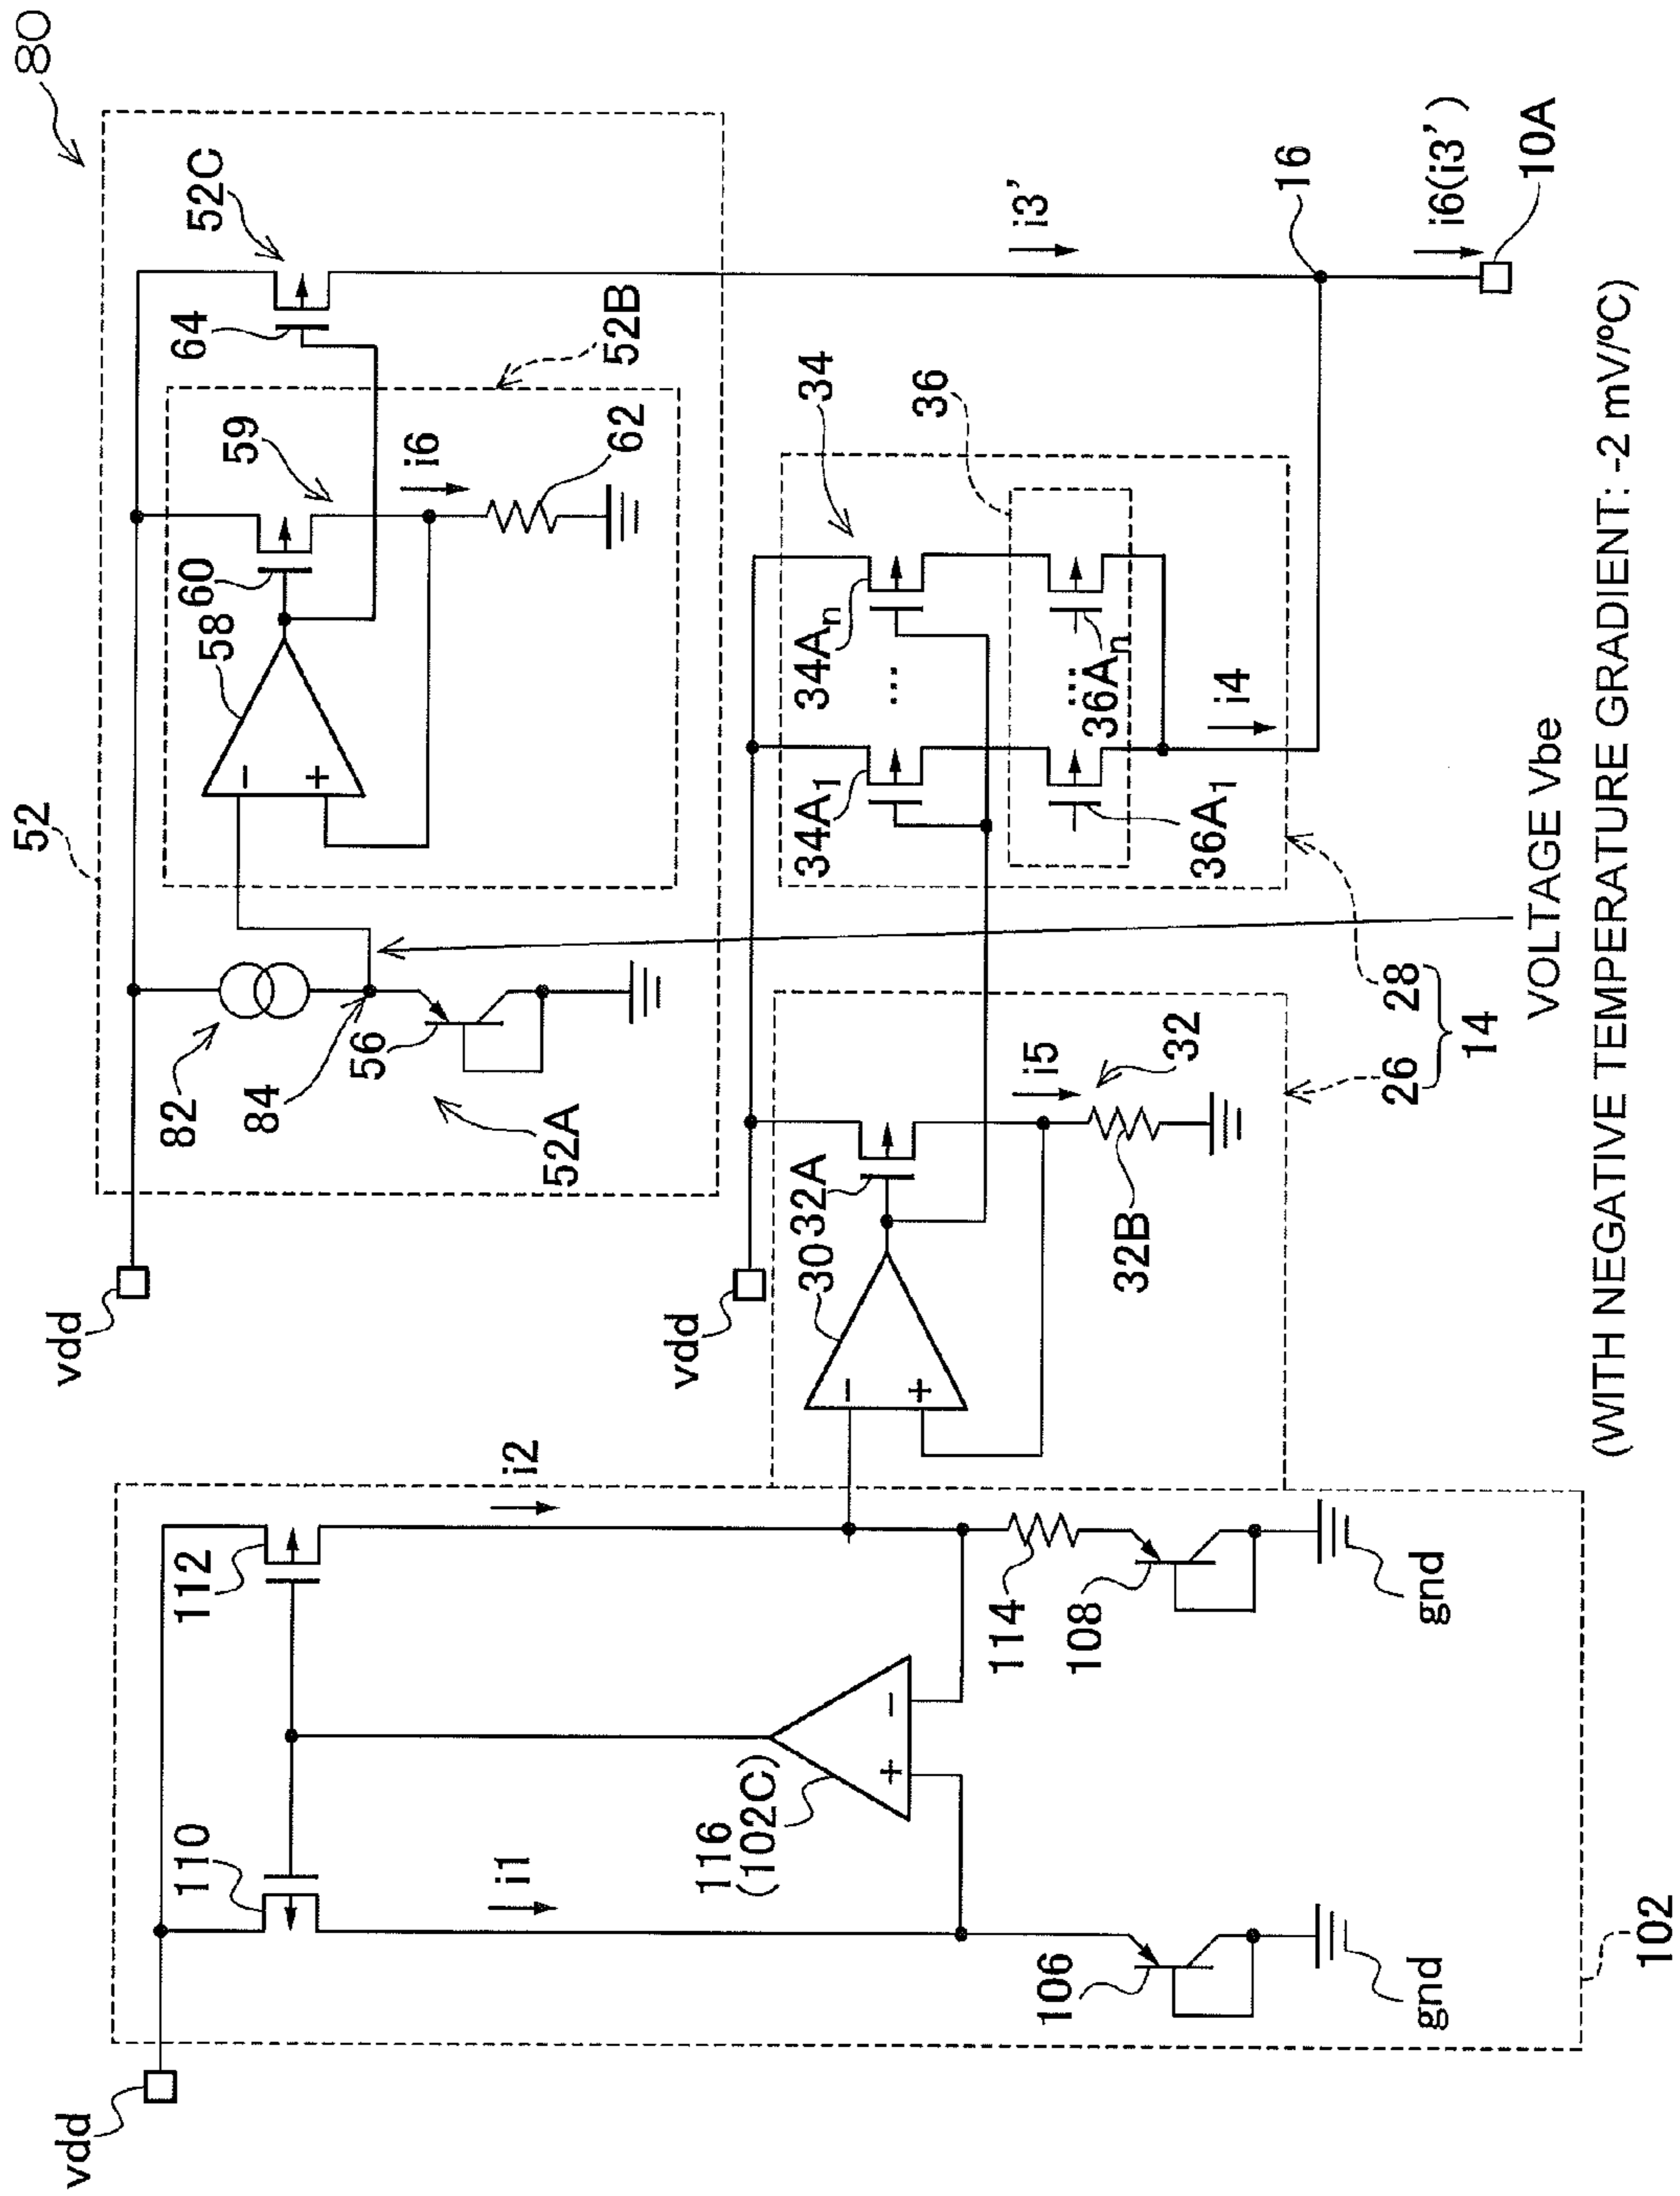 80
52
vdd
82
84
56
52A
58
60
59
i6
62
52B
64
52C
−
+
i3'
16
i6(i3')
10A
vdd
30
32A
32B
i5
32
−
+
34A1
34An
...
34
36
36A1
...
36An
i4
26
28
14
vdd
110
112
i1
i2
116
(102C)
+
−
114
106
108
gnd
gnd
102
VOLTAGE Vbe
(WITH NEGATIVE TEMPERATURE GRADIENT: -2 mV/ºC)